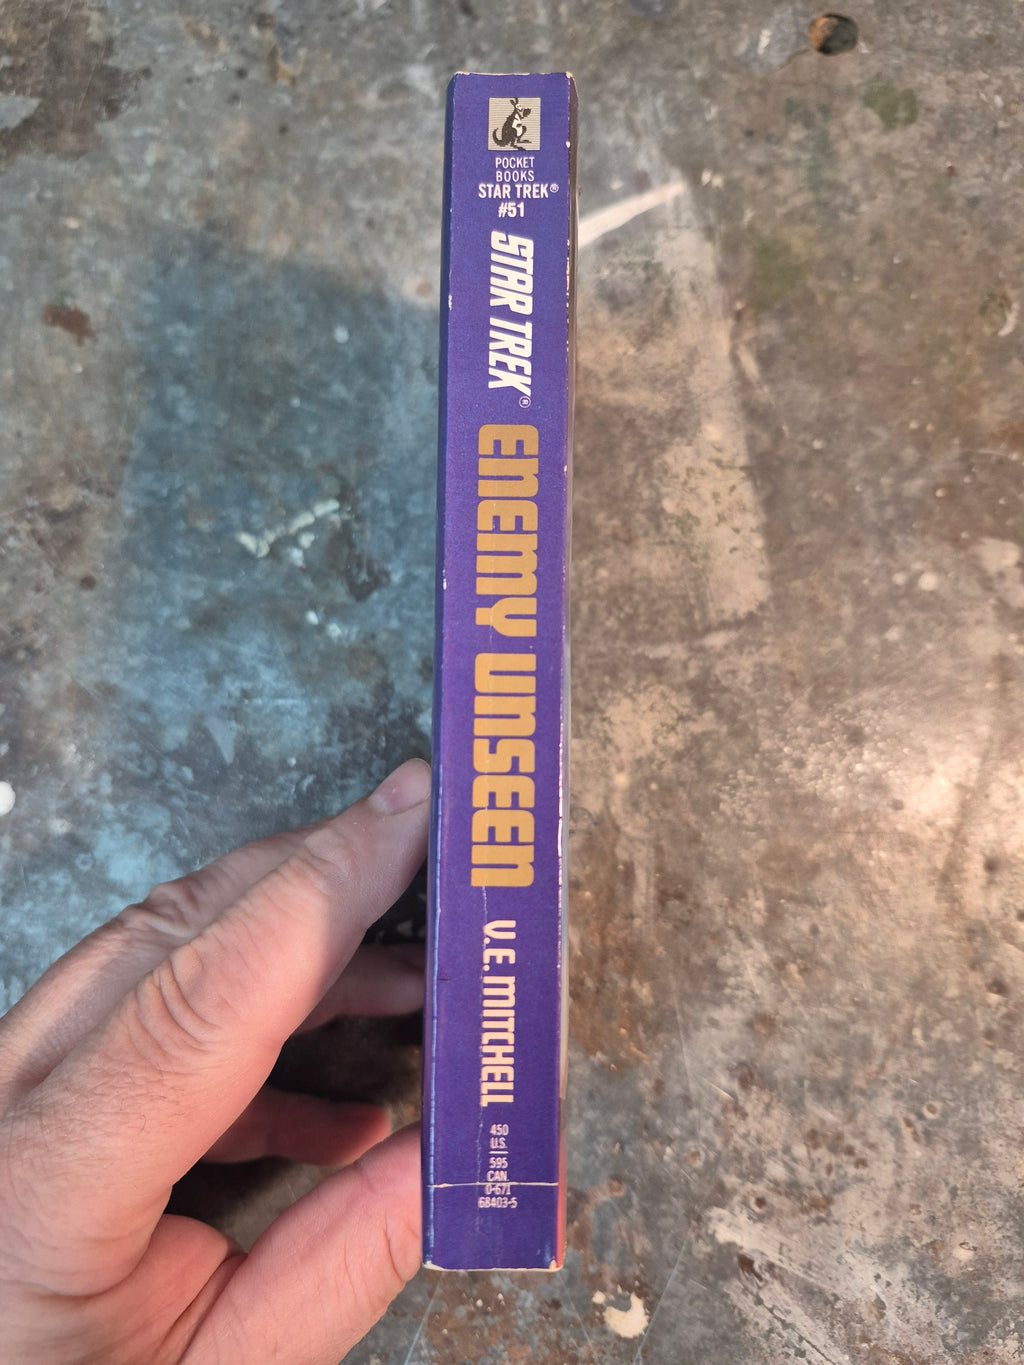 POCKET
BOOKS
STAR TREK®
#51
STAR TREK®
ENEMY UNSEEN
V.E. MITCHELL
450
U.S.
595
CAN.
0-671
68403-5